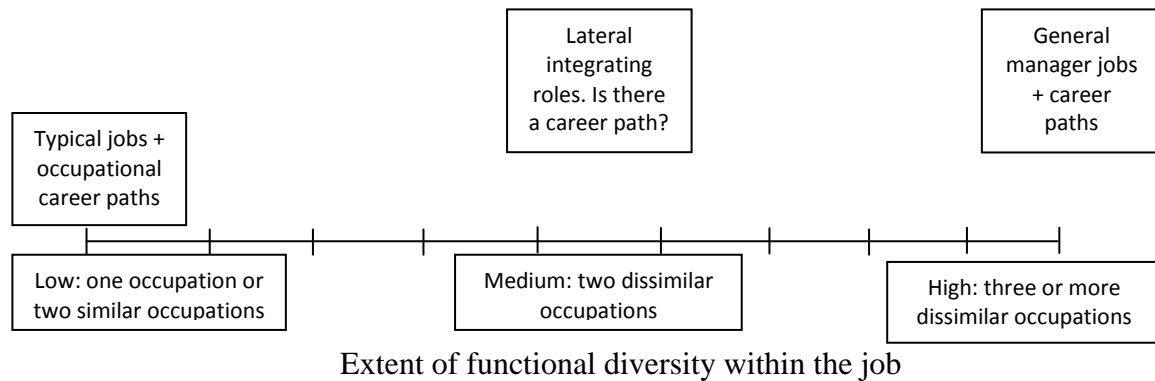 Lateral
integrating
roles. Is there
a career path?
General
manager jobs
+ career
paths
Typical jobs +
occupational
career paths
Low: one occupation or
two similar occupations
Medium: two dissimilar
occupations
High: three or more
dissimilar occupations
Extent of functional diversity within the job